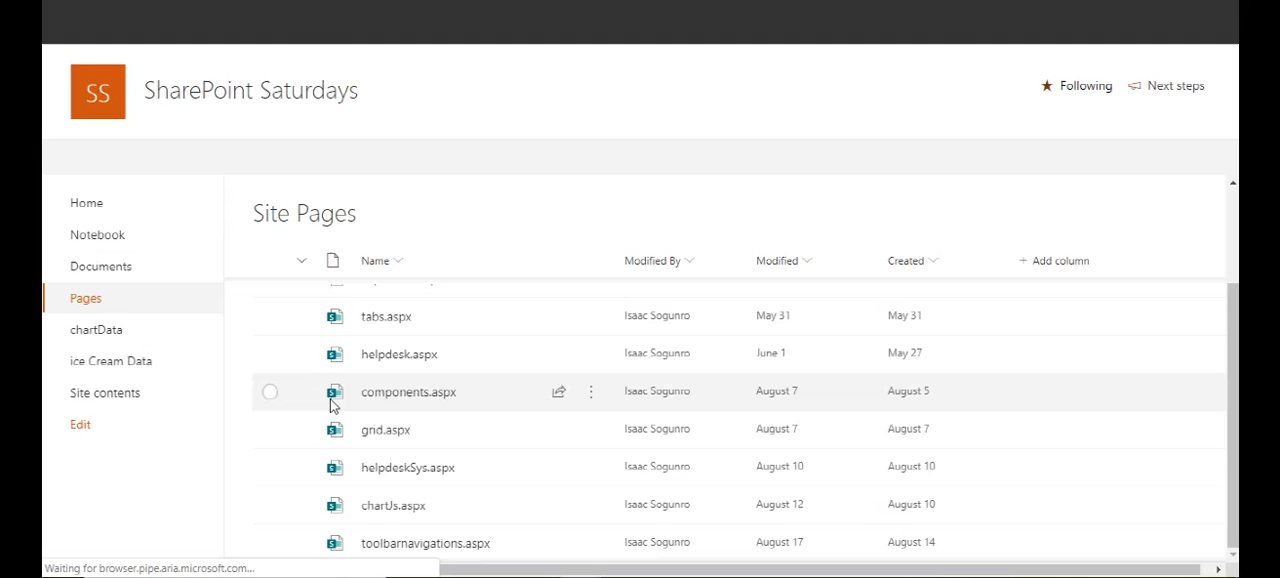 SS
SharePoint Saturdays
Following
Next steps
Home
Notebook
Documents
Pages
chartData
ice Cream Data
Site contents
Edit
Site Pages
Name Modified By Modified Created + Add column
tabs.aspx Isaac Sogunro May 31 May 31
helpdesk.aspx Isaac Sogunro June 1 May 27
components.aspx Isaac Sogunro August 7 August 5
grid.aspx Isaac Sogunro August 7 August 7
helpdeskSys.aspx Isaac Sogunro August 10 August 10
chartJs.aspx Isaac Sogunro August 12 August 10
toolbarnavigations.aspx Isaac Sogunro August 17 August 14
Waiting for browser.pipe.aria.microsoft.com...